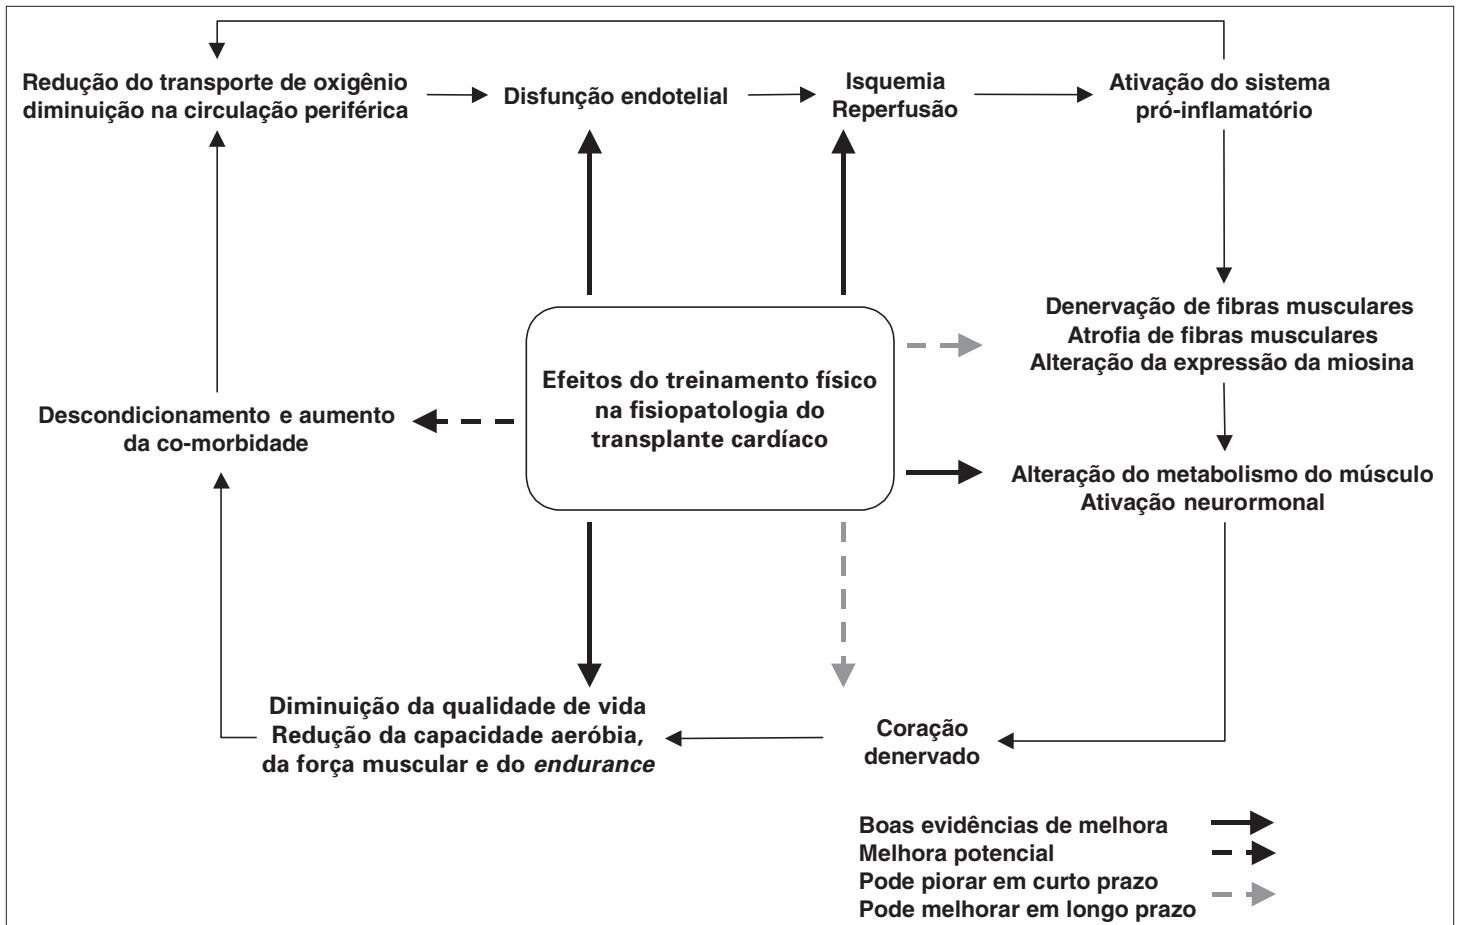 Redução do transporte de oxigênio
diminuição na circulação periférica
Disfunção endotelial
Isquemia
Reperfusão
Ativação do sistema
pró-inflamatório
Denervação de fibras musculares
Atrofia de fibras musculares
Alteração da expressão da miosina
Efeitos do treinamento físico
na fisiopatologia do
transplante cardíaco
Descondicionamento e aumento
da co-morbidade
Alteração do metabolismo do músculo
Ativação neurormonal
Diminuição da qualidade de vida
Redução da capacidade aeróbia,
da força muscular e do endurance
Coração
denervado
Boas evidências de melhora
Melhora potencial
Pode piorar em curto prazo
Pode melhorar em longo prazo